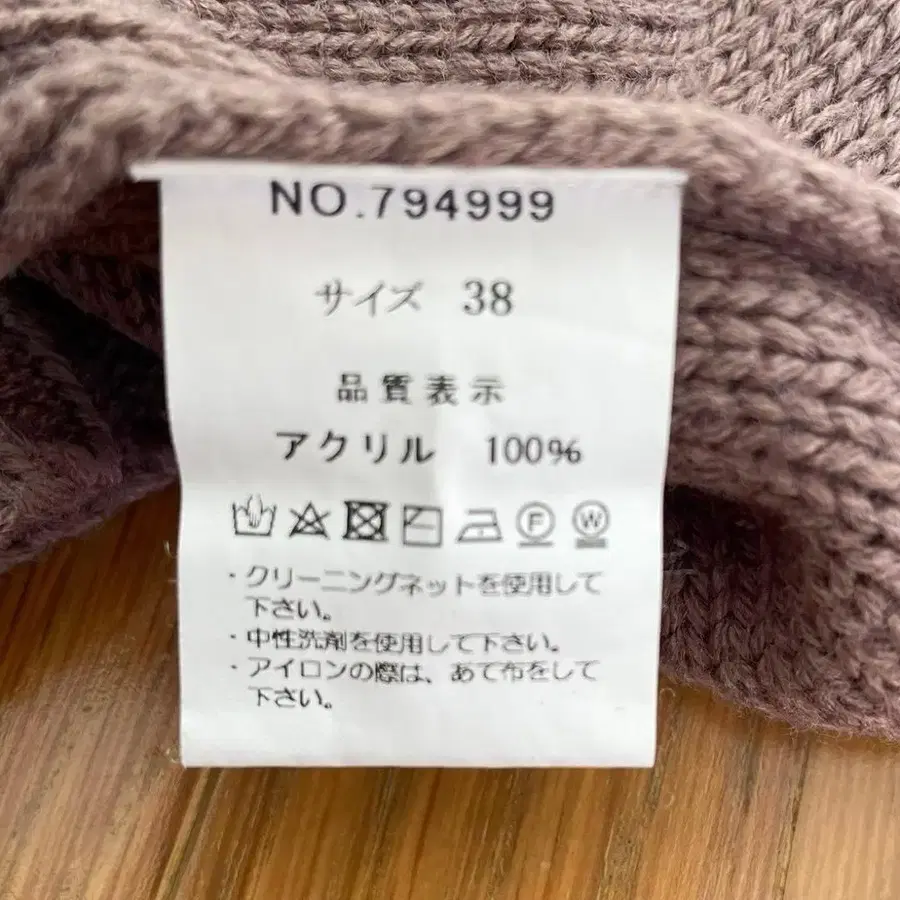 NO.794999
サイズ 38
品質表示
アクリル 100%
F W
・クリーニングネットを使用して
下さい。
・中性洗剤を使用して下さい。
・アイロンの際は、あて布をして
下さい。